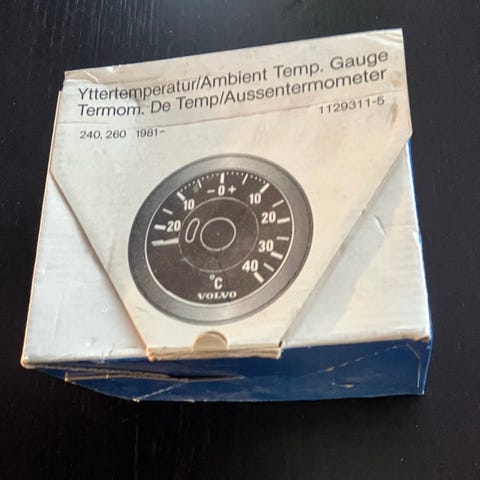 Yttertemperatur/Ambient Temp. Gauge
Termom. De Temp/Aussentermometer
1129311-5
240, 260 1981-
- 0 +
10 10
20 20
30
40
°C
VOLVO